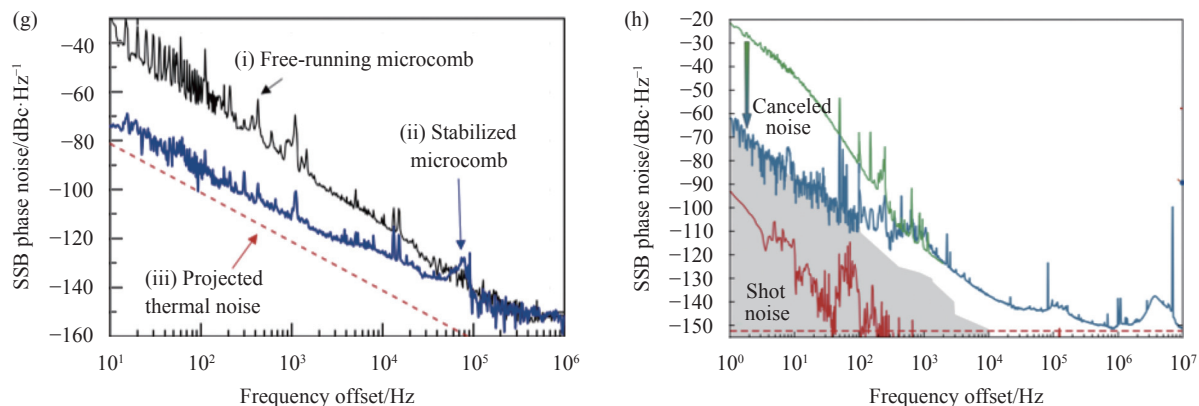 (g)
SSB phase noise/dBc·Hz⁻¹
−40
−60
−80
−100
−120
−140
−160
(i) Free-running microcomb
(ii) Stabilized
microcomb
(iii) Projected
thermal noise
10¹ 10² 10³ 10⁴ 10⁵ 10⁶
Frequency offset/Hz
(h)
SSB phase noise/dBc·Hz⁻¹
−20
−30
−40
−50
−60
−70
−80
−90
−100
−110
−120
−130
−140
−150
Canceled
noise
Shot
noise
10⁰ 10¹ 10² 10³ 10⁴ 10⁵ 10⁶ 10⁷
Frequency offset/Hz